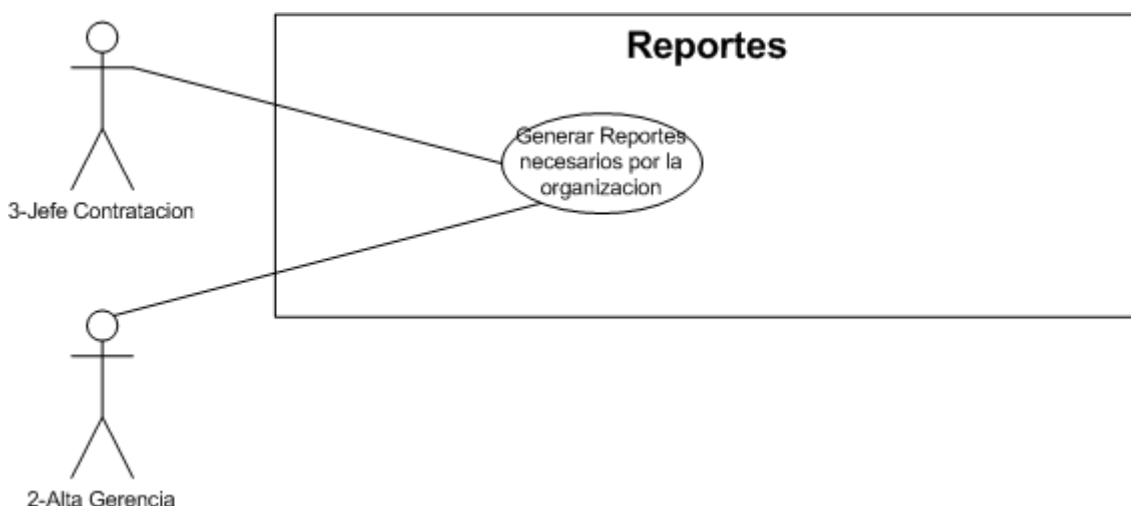 Reportes
Generar Reportes
necesarios por la
organizacion
3-Jefe Contratacion
2-Alta Gerencia